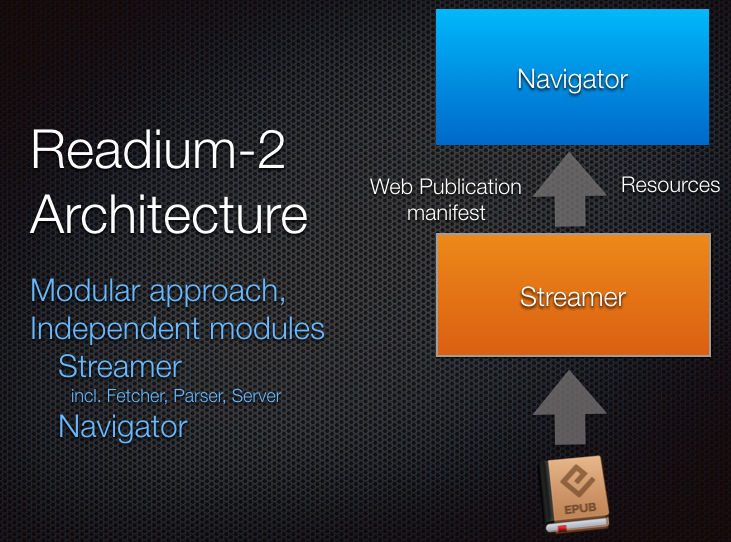 Readium-2
Architecture
Modular approach,
Independent modules
Streamer
incl. Fetcher, Parser, Server
Navigator
Navigator
Web Publication
manifest
Resources
Streamer
EPUB